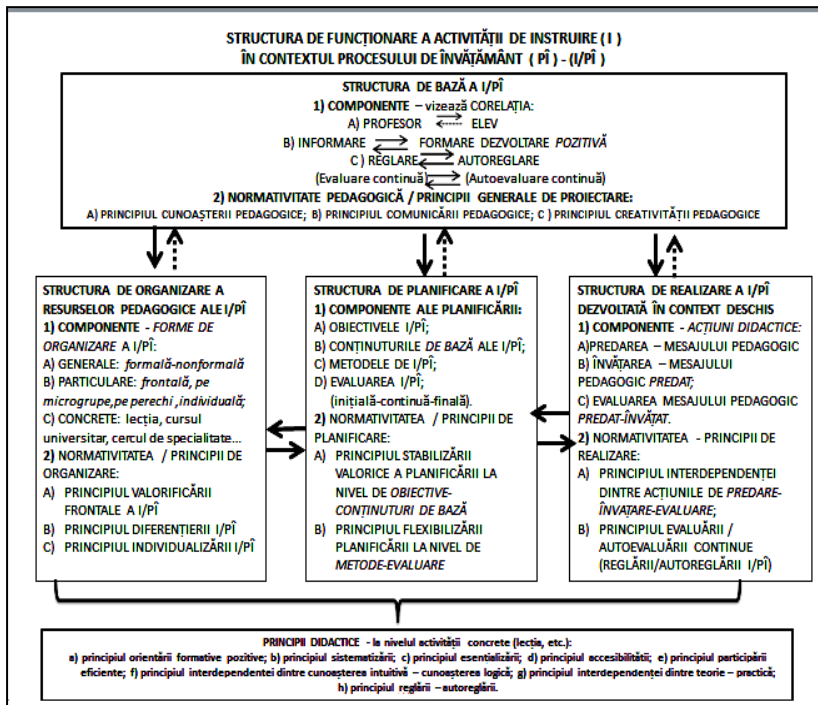 STRUCTURA DE FUNCȚIONARE A ACTIVITĂȚII DE INSTRUIRE ( I )
ÎN CONTEXTUL PROCESULUI DE ÎNVĂȚĂMÂNT ( PÎ ) - (I/PÎ )
STRUCTURA DE BAZĂ A I/PÎ
1) COMPONENTE – vizează CORELAȚIA:
A) PROFESOR ELEV
B) INFORMARE FORMARE DEZVOLTARE POZITIVĂ
C ) REGLARE AUTOREGLARE
(Evaluare continuă) (Autoevaluare continuă)
2) NORMATIVITATE PEDAGOGICĂ / PRINCIPII GENERALE DE PROIECTARE:
A) PRINCIPIUL CUNOAȘTERII PEDAGOGICE; B) PRINCIPIUL COMUNICĂRII PEDAGOGICE; C ) PRINCIPIUL CREATIVITĂȚII PEDAGOGICE
STRUCTURA DE ORGANIZARE A
RESURSELOR PEDAGOGICE ALE I/PÎ
1) COMPONENTE - FORME DE
ORGANIZARE A I/PÎ:
A) GENERALE: formală-nonformală
B) PARTICULARE: frontală, pe
microgrupe, pe perechi ,individuală;
C) CONCRETE: lecția, cursul
universitar, cercul de specialitate...
2) NORMATIVITATEA / PRINCIPII DE
ORGANIZARE:
A) PRINCIPIUL VALORIFICĂRII
FRONTALE A I/PÎ
B) PRINCIPIUL DIFERENȚIERII I/PÎ
C) PRINCIPIUL INDIVIDUALIZĂRII I/PÎ
STRUCTURA DE PLANIFICARE A I/PÎ
1) COMPONENTE ALE PLANIFICĂRII:
A) OBIECTIVELE I/PÎ;
B) CONȚINUTURILE DE BAZĂ ALE I/PÎ;
C) METODELE DE I/PÎ;
D) EVALUAREA I/PÎ;
(inițială-continuă-finală).
2) NORMATIVITATEA / PRINCIPII DE
PLANIFICARE:
A) PRINCIPIUL STABILIZĂRII
VALORICE A PLANIFICĂRII LA
NIVEL DE OBIECTIVE-
CONȚINUTURI DE BAZĂ
B) PRINCIPIUL FLEXIBILIZĂRII
PLANIFICĂRII LA NIVEL DE
METODE-EVALUARE
STRUCTURA DE REALIZARE A I/PÎ
DEZVOLTATĂ ÎN CONTEXT DESCHIS
1) COMPONENTE - ACȚIUNI DIDACTICE:
A)PREDAREA – MESAJULUI PEDAGOGIC
B) ÎNVĂȚAREA – MESAJULUI
PEDAGOGIC PREDAT;
C) EVALUAREA MESAJULUI PEDAGOGIC
PREDAT-ÎNVĂȚAT.
2) NORMATIVITATEA - PRINCIPII DE
REALIZARE:
A) PRINCIPIUL INTERDEPENDENȚEI
DINTRE ACȚIUNILE DE PREDARE-
ÎNVAȚARE-EVALUARE;
B) PRINCIPIUL EVALUĂRII /
AUTOEVALUĂRII CONTINUE
(REGLĂRII/AUTOREGLĂRII I/PÎ)
PRINCIPII DIDACTICE - la nivelul activității concrete (lecția, etc.):
a) principiul orientării formative pozitive; b) principiul sistematizării; c) principiul esențializării; d) principiul accesibilității; e) principiul participării
eficiente; f) principiul interdependentei dintre cunoașterea intuitivă – cunoașterea logică; g) principiul interdependenței dintre teorie – practică;
h) principiul reglării – autoreglării.